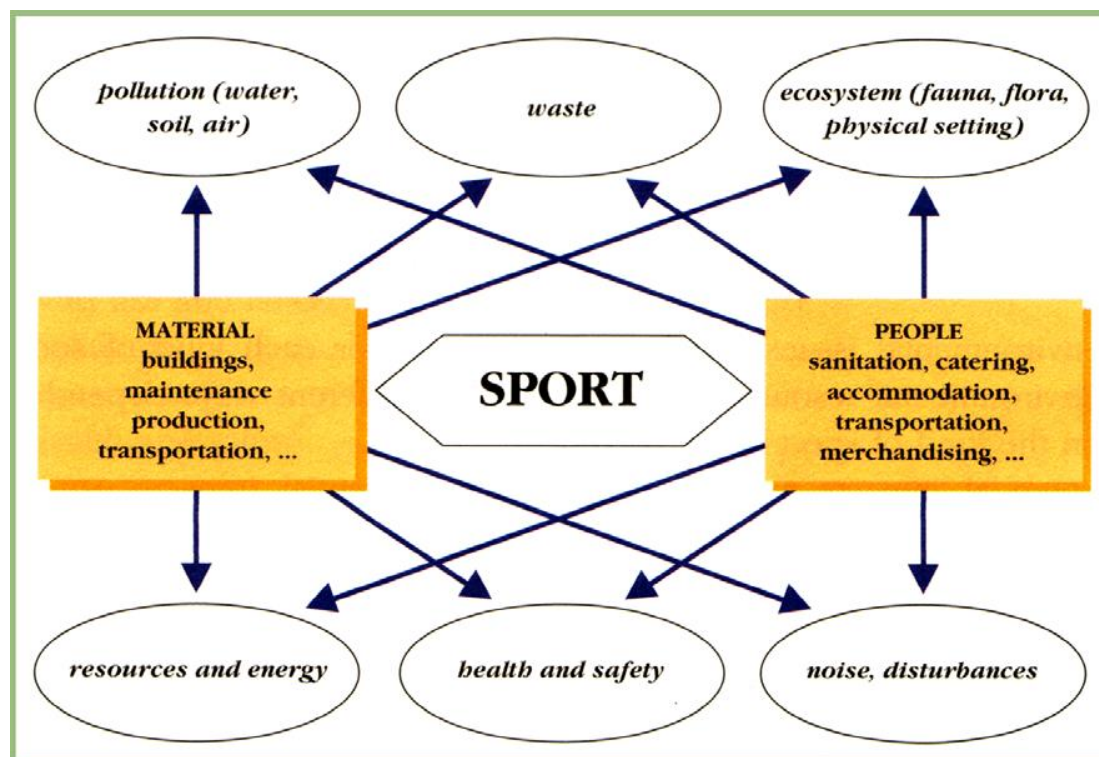 pollution (water,
soil, air)
waste
ecosystem (fauna, flora,
physical setting)
MATERIAL
buildings,
maintenance
production,
transportation, ...
SPORT
PEOPLE
sanitation, catering,
accommodation,
transportation,
merchandising, ...
resources and energy
health and safety
noise, disturbances